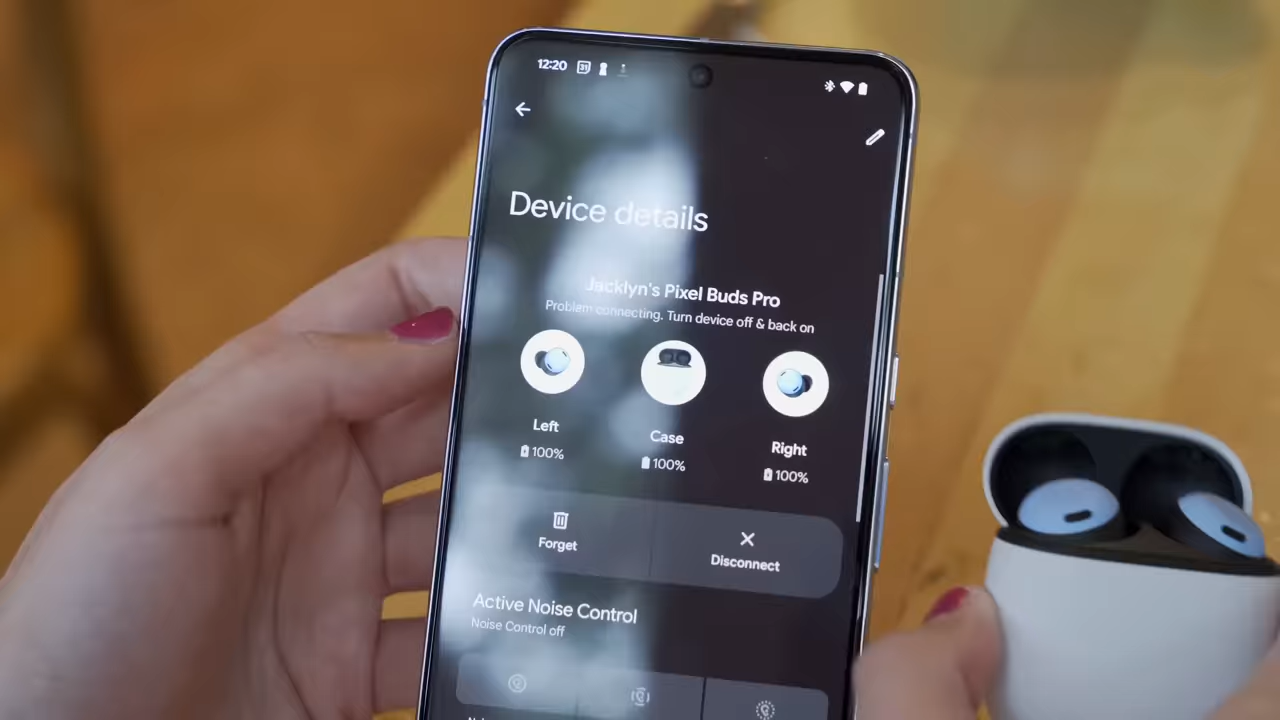 12:20
31
Device details
Jacklyn's Pixel Buds Pro
Problem connecting. Turn device off & back on
Left
Case
Right
100%
100%
100%
Forget
Disconnect
Active Noise Control
Noise Control off